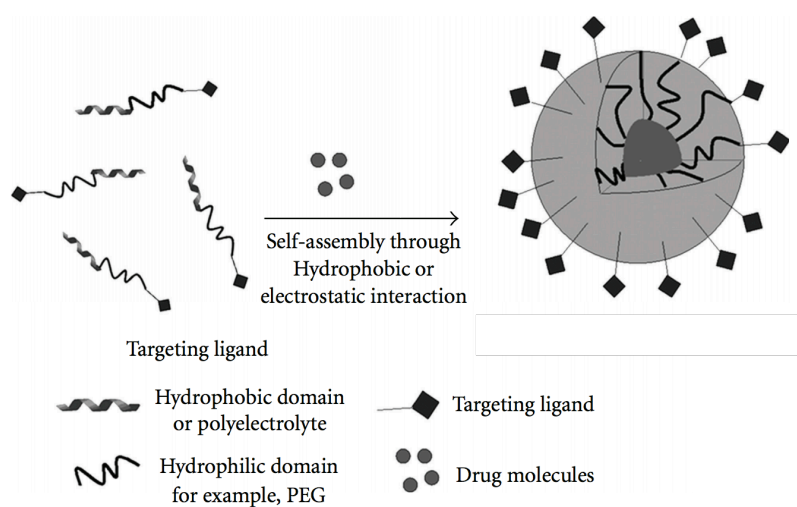 Self-assembly through
Hydrophobic or
electrostatic interaction
Targeting ligand
Hydrophobic domain
or polyelectrolyte
Targeting ligand
Hydrophilic domain
for example, PEG
Drug molecules